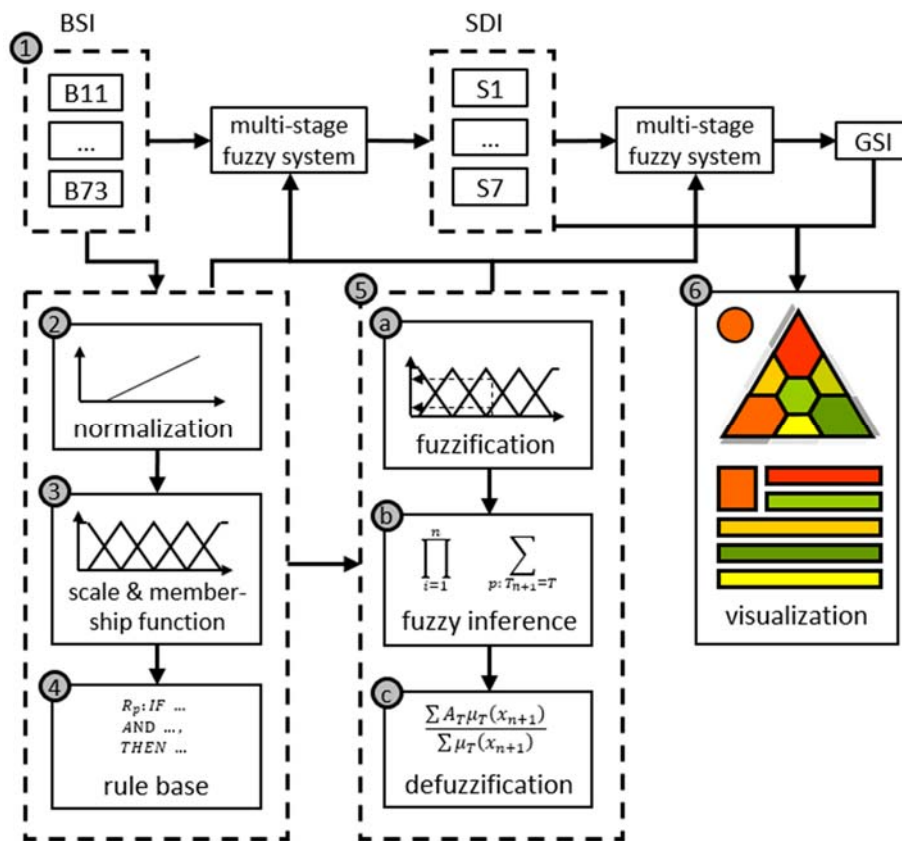 BSI
SDI
1
B11
...
B73
multi-stage
fuzzy system
S1
...
S7
multi-stage
fuzzy system
GSI
2
normalization
3
scale & member-
ship function
4
R_p: IF ...
AND ...,
THEN ...
rule base
5
a
fuzzification
b
n
∏
i=1
∑
p: T_{n+1}=T
fuzzy inference
c
∑ A_T μ_T(x_{n+1})
∑ μ_T(x_{n+1})
defuzzification
6
visualization